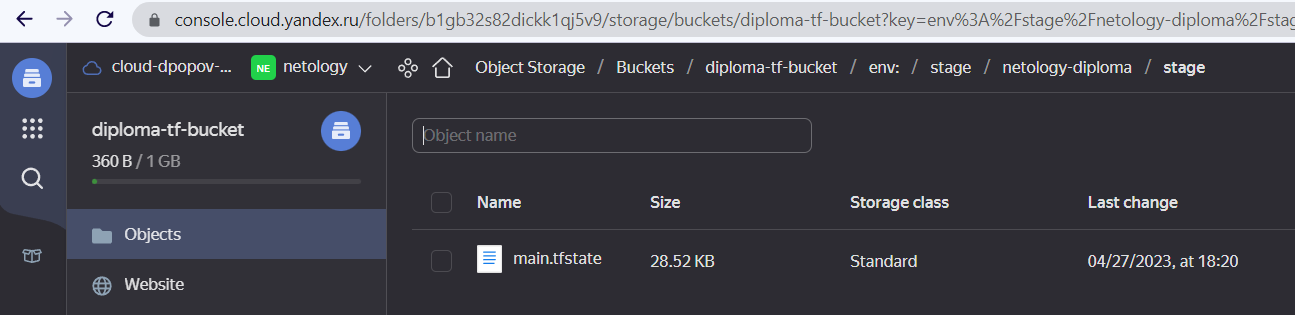 console.cloud.yandex.ru/folders/b1gb32s82dickk1qj5v9/storage/buckets/diploma-tf-bucket?key=env%3A%2Fstage%2Fnetology-diploma%2Fstag
cloud-dpopov-... NE netology Object Storage / Buckets / diploma-tf-bucket / env: / stage / netology-diploma / stage
diploma-tf-bucket
360 B / 1 GB
Objects
Website
Object name
Name Size Storage class Last change
main.tfstate 28.52 KB Standard 04/27/2023, at 18:20